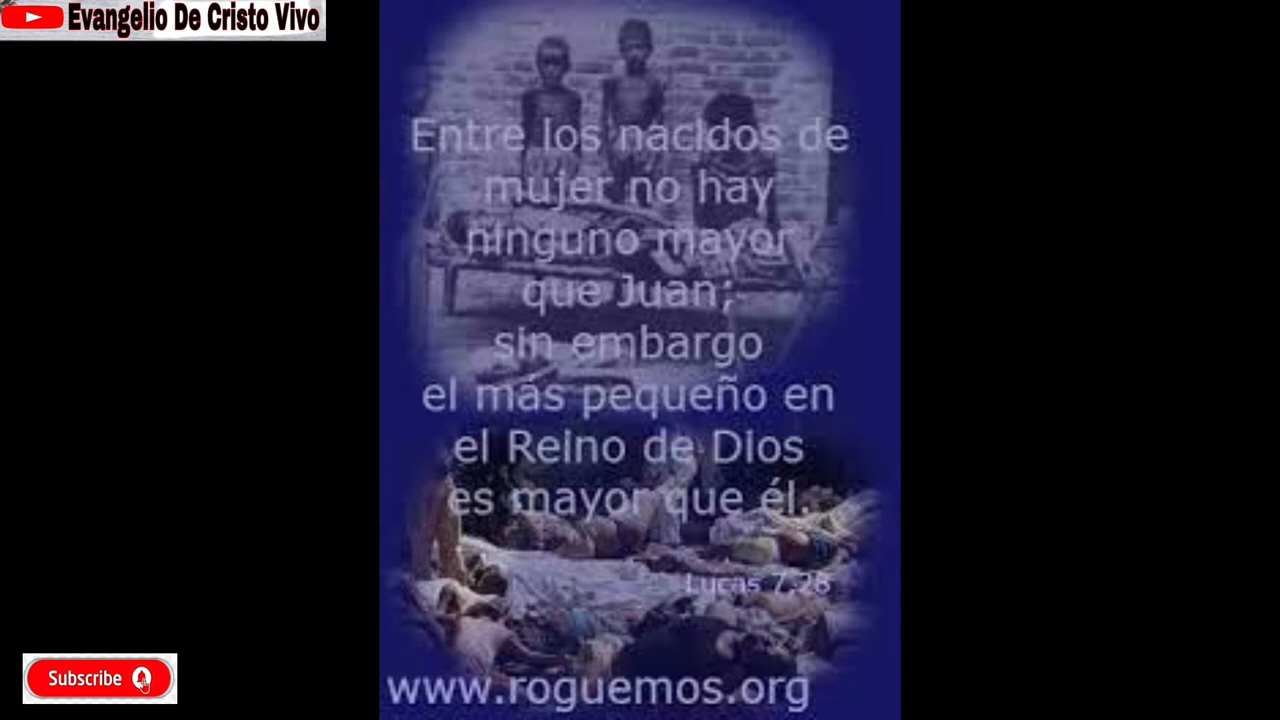 Evangelio De Cristo Vivo
Entre los nacidos de
mujer no hay
ninguno mayor
que Juan;
sin embargo
el más pequeño en
el Reino de Dios
es mayor que él.
Lucas 7,28
www.roguemos.org
Subscribe